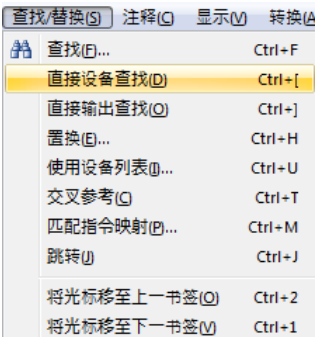 查找/替换(S) 注释(C) 显示(V) 转换(A
查找(F)... Ctrl+F
直接设备查找(D) Ctrl+[
直接输出查找(O) Ctrl+]
置换(E)... Ctrl+H
使用设备列表(I)... Ctrl+U
交叉参考(C) Ctrl+T
匹配指令映射(P)... Ctrl+M
跳转(J) Ctrl+J
将光标移至上一书签(O) Ctrl+2
将光标移至下一书签(V) Ctrl+1